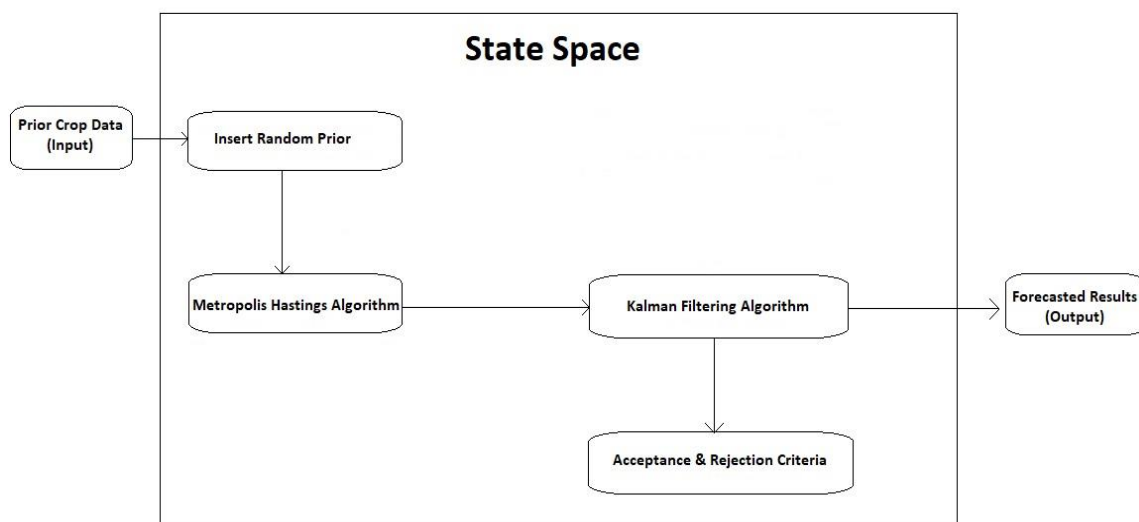 State Space
Prior Crop Data
(Input)
Insert Random Prior
Metropolis Hastings Algorithm
Kalman Filtering Algorithm
Forecasted Results
(Output)
Acceptance & Rejection Criteria